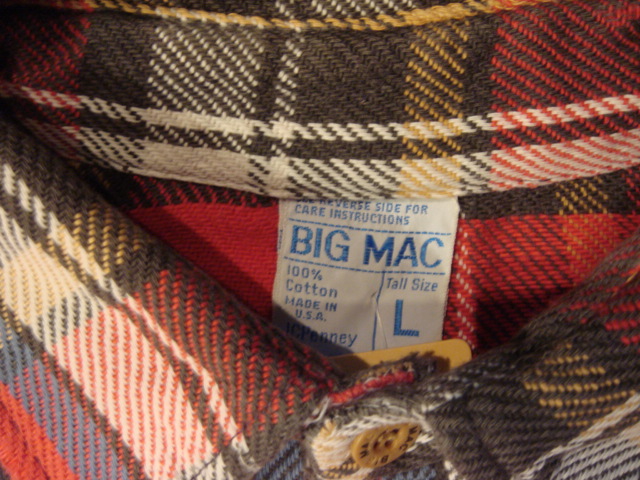 SEE REVERSE SIDE FOR
CARE INSTRUCTIONS
BIG MAC
100%
Cotton
MADE IN
U.S.A.
Tall Size
L
JCPenney